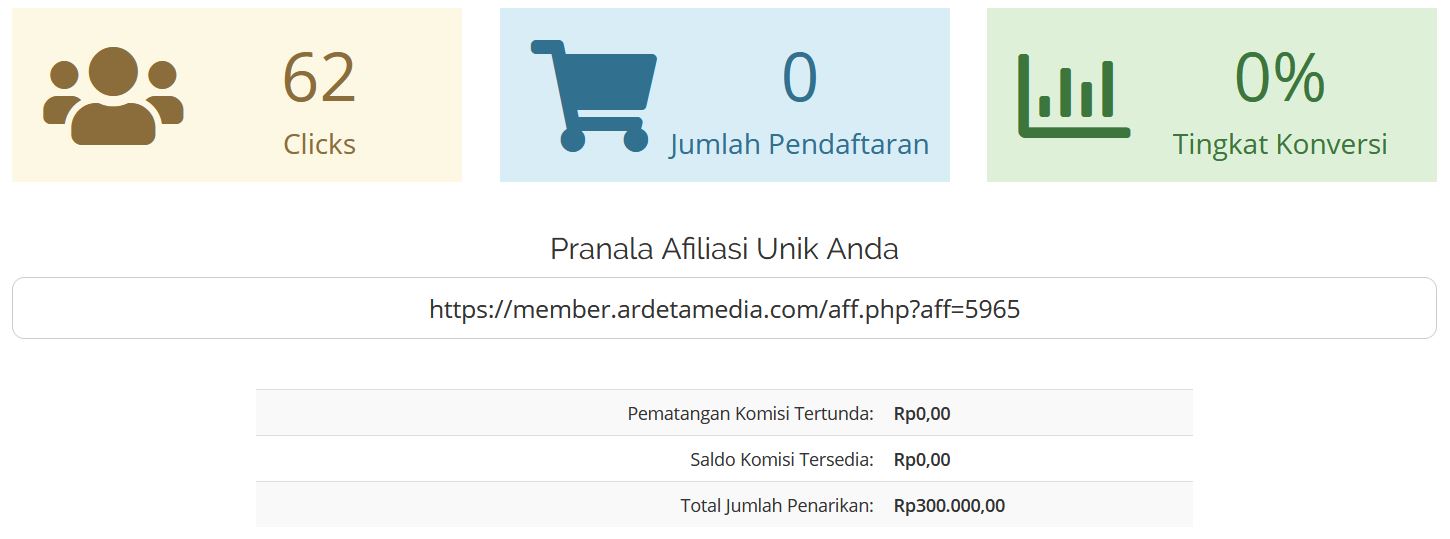 62
Clicks
0
Jumlah Pendaftaran
0%
Tingkat Konversi
Pranala Afiliasi Unik Anda
https://member.ardetamedia.com/aff.php?aff=5965
Pematangan Komisi Tertunda: Rp0,00
Saldo Komisi Tersedia: Rp0,00
Total Jumlah Penarikan: Rp300.000,00